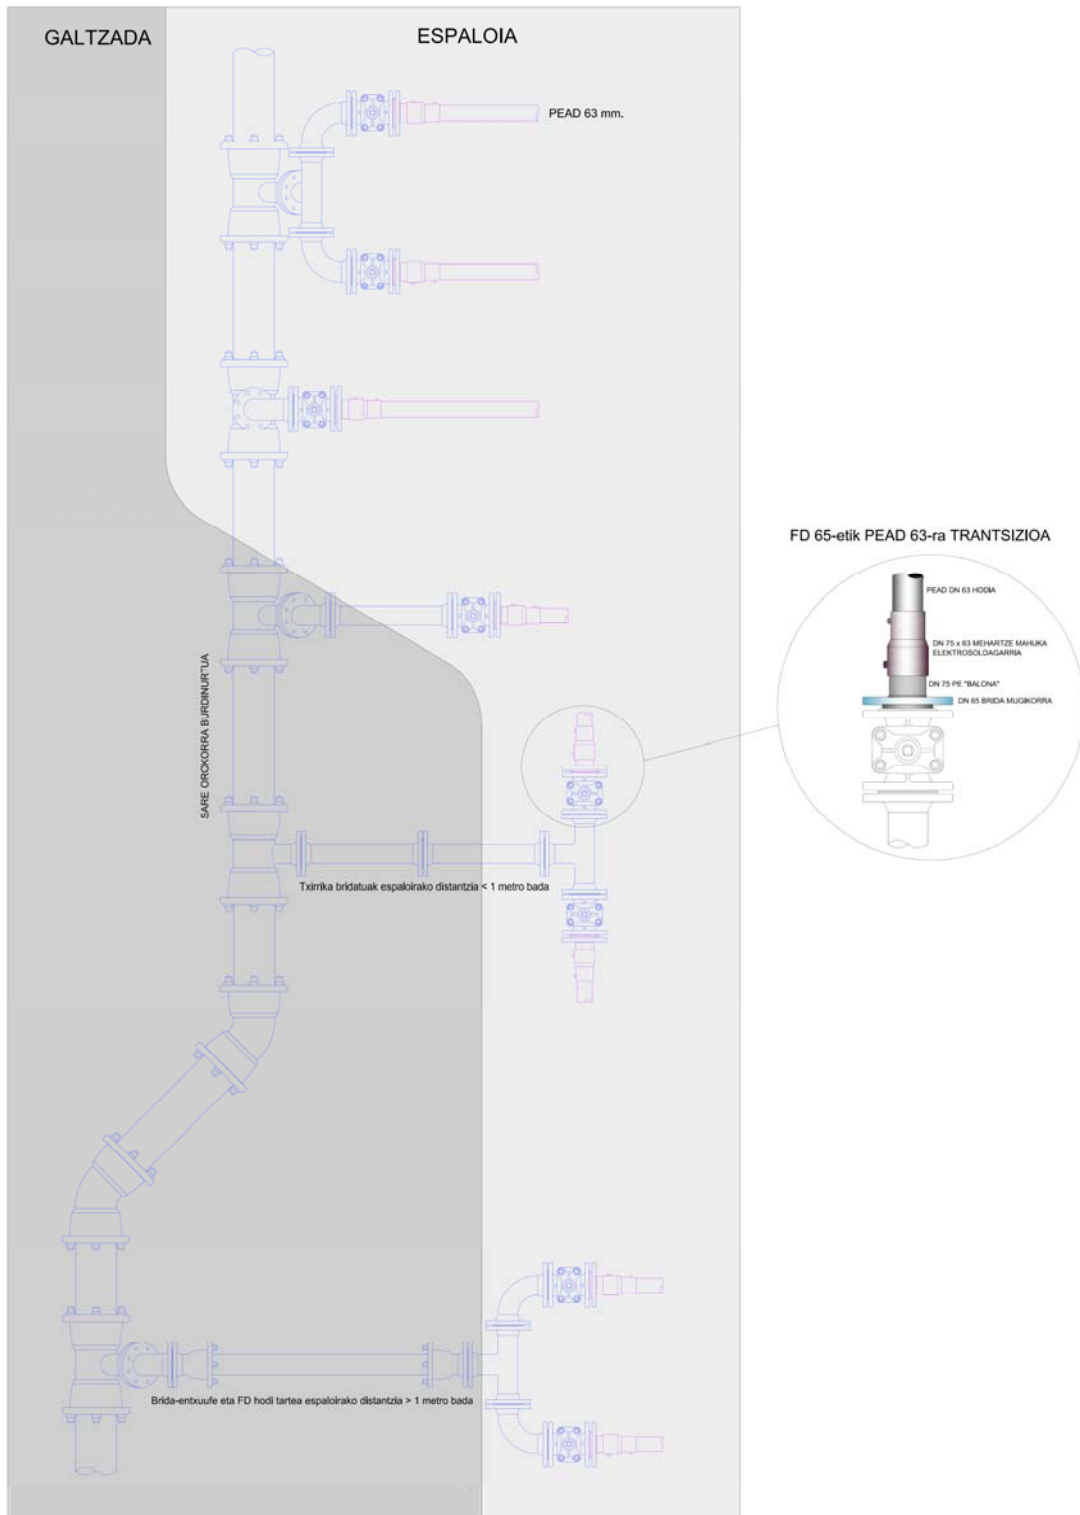 GALTZADA
ESPALOIA
PEAD 63 mm.
FD 65-etik PEAD 63-ra TRANTSIZIOA
PEAD DN 63 HODIA
DN 75 x 63 MEHARTZE MAHUKA
ELEKTROSOLDAGARRIA
DN 75 PE "BALONA"
DN 65 BRIDA MUGIKORRA
SARE OROKORRA BURDINURTUA
Txirrika bridatuak espaloirako distantzia < 1 metro bada
Brida-entxuufe eta FD hodi tartea espaloirako distantzia > 1 metro bada